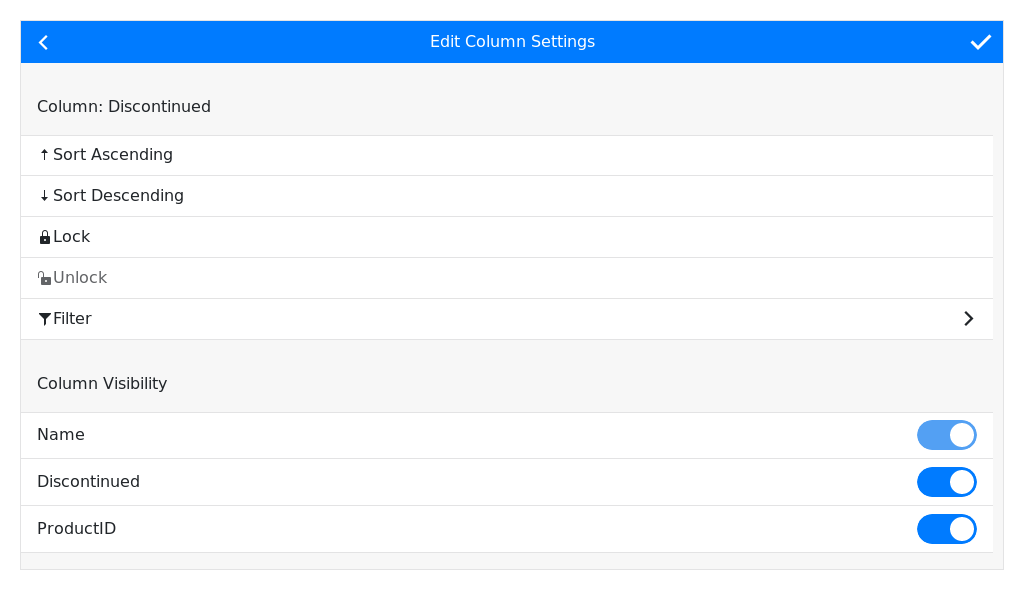 Edit Column Settings
Column: Discontinued
Sort Ascending
Sort Descending
Lock
Unlock
Filter
Column Visibility
Name
Discontinued
ProductID